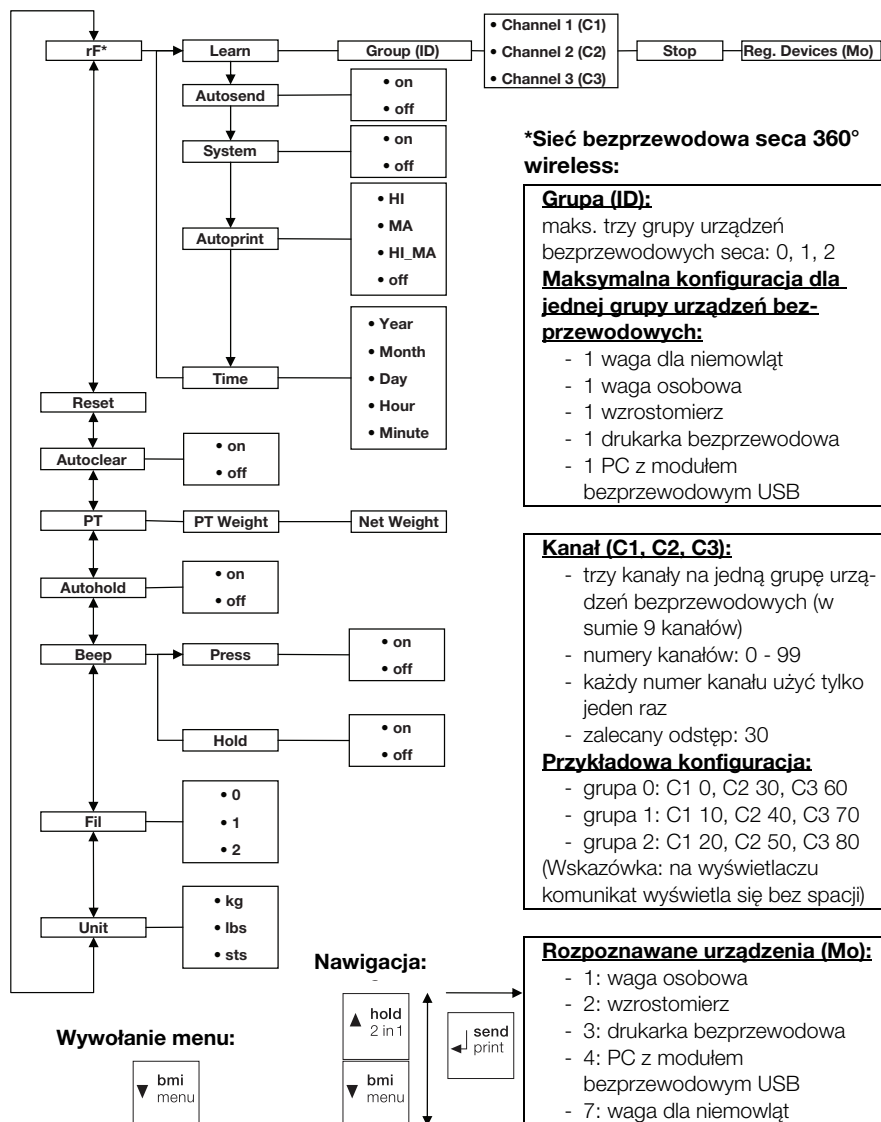 rF*
Learn
Group (ID)
• Channel 1 (C1)
• Channel 2 (C2)
• Channel 3 (C3)
Stop
Reg. Devices (Mo)
Autosend
• on
• off
System
• on
• off
Autoprint
• HI
• MA
• HI_MA
• off
Time
• Year
• Month
• Day
• Hour
• Minute
Reset
Autoclear
• on
• off
PT
PT Weight
Net Weight
Autohold
• on
• off
Beep
Press
• on
• off
Hold
• on
• off
Fil
• 0
• 1
• 2
Unit
• kg
• lbs
• sts
Wywołanie menu:
bmi
menu
Nawigacja:
hold
2 in 1
bmi
menu
send
print
*Sieć bezprzewodowa seca 360°
wireless:
Grupa (ID):
maks. trzy grupy urządzeń
bezprzewodowych seca: 0, 1, 2
Maksymalna konfiguracja dla
jednej grupy urządzeń bez-
przewodowych:
- 1 waga dla niemowląt
- 1 waga osobowa
- 1 wzrostomierz
- 1 drukarka bezprzewodowa
- 1 PC z modułem
bezprzewodowym USB
Kanał (C1, C2, C3):
- trzy kanały na jedną grupę urzą-
dzeń bezprzewodowych (w
sumie 9 kanałów)
- numery kanałów: 0 - 99
- każdy numer kanału użyć tylko
jeden raz
- zalecany odstęp: 30
Przykładowa konfiguracja:
- grupa 0: C1 0, C2 30, C3 60
- grupa 1: C1 10, C2 40, C3 70
- grupa 2: C1 20, C2 50, C3 80
(Wskazówka: na wyświetlaczu
komunikat wyświetla się bez spacji)
Rozpoznawane urządzenia (Mo):
- 1: waga osobowa
- 2: wzrostomierz
- 3: drukarka bezprzewodowa
- 4: PC z modułem
bezprzewodowym USB
- 7: waga dla niemowląt